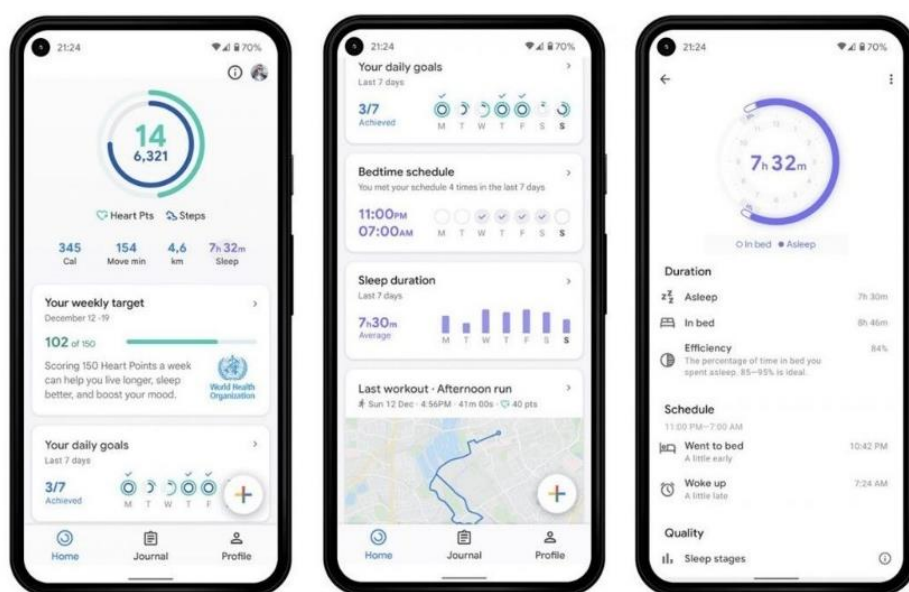 21:24
70%
14
6,321
Heart Pts
Steps
345
154
4,6
7h 32m
Cal
Move min
km
Sleep
Your weekly target
December 12 -19
102 of 150
Scoring 150 Heart Points a week
can help you live longer, sleep
better, and boost your mood.
World Health
Organization
Your daily goals
Last 7 days
3/7
Achieved
M T W T F
Home
Journal
Profile
21:24
70%
Your daily goals
Last 7 days
3/7
Achieved
M T W T F S S
Bedtime schedule
You met your schedule 4 times in the last 7 days
11:00PM
07:00AM
M T W T F S S
Sleep duration
Last 7 days
7h30m
Average
M T W T F S S
Last workout · Afternoon run
Sun 12 Dec · 4:56PM · 41m 00s · 40 pts
Home
Journal
Profile
21:24
70%
7h 32m
In bed
Asleep
Duration
Asleep
7h 30m
In bed
8h 46m
Efficiency
84%
The percentage of time in bed you
spent asleep. 85–95% is ideal.
Schedule
11:00 PM–7:00 AM
Went to bed
10:42 PM
A little early
Woke up
7:24 AM
A little late
Quality
Sleep stages